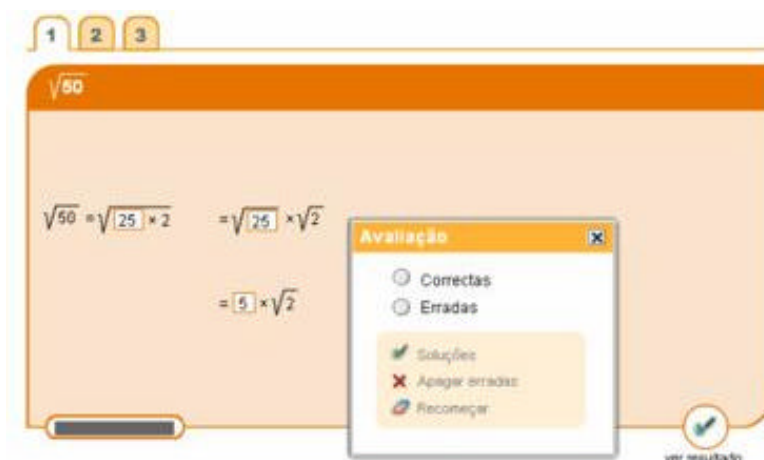 1 2 3
√50
√50 = √25 × 2 = √25 × √2
Avaliação
Correctas
= 5 × √2
Erradas
Soluções
Apagar erradas
Recomeçar
ver resultado